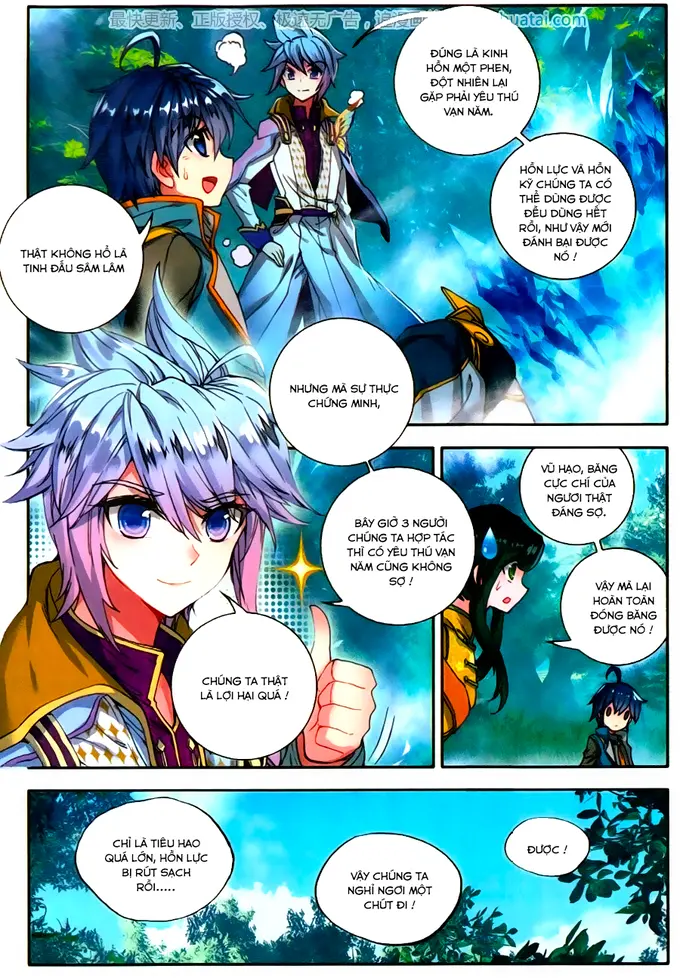 最快更新、正版授权、极速无广告，追漫画
huatai.com
ĐÚNG LÀ KINH
HỒN MỘT PHEN,
ĐỘT NHIÊN LẠI
GẶP PHẢI YÊU THÚ
VẠN NĂM.
HỒN LỰC VÀ HỒN
KỸ CHÚNG TA CÓ
THỂ DÙNG ĐƯỢC
ĐỀU DÙNG HẾT
RỒI, NHƯ VẬY MỚI
ĐÁNH BẠI ĐƯỢC
NÓ !
THẬT KHÔNG HỔ LÀ
TINH ĐẤU SÂM LÂM
NHƯNG MÀ SỰ THỰC
CHỨNG MINH,
BÂY GIỜ 3 NGƯỜI
CHÚNG TA HỢP TÁC
THÌ CÓ YÊU THÚ VẠN
NĂM CŨNG KHÔNG
SỢ !
CHÚNG TA THẬT
LÀ LỢI HẠI QUÁ !
VŨ HẠO, BĂNG
CỰC CHỈ CỦA
NGƯƠI THẬT
ĐÁNG SỢ.
VẬY MÀ LẠI
HOÀN TOÀN
ĐÓNG BĂNG
ĐƯỢC NÓ !
CHỈ LÀ TIÊU HAO
QUÁ LỚN, HỒN LỰC
BỊ RÚT SẠCH
RỒI.....
VẬY CHÚNG TA
NGHỈ NGƠI MỘT
CHÚT ĐI !
ĐƯỢC !